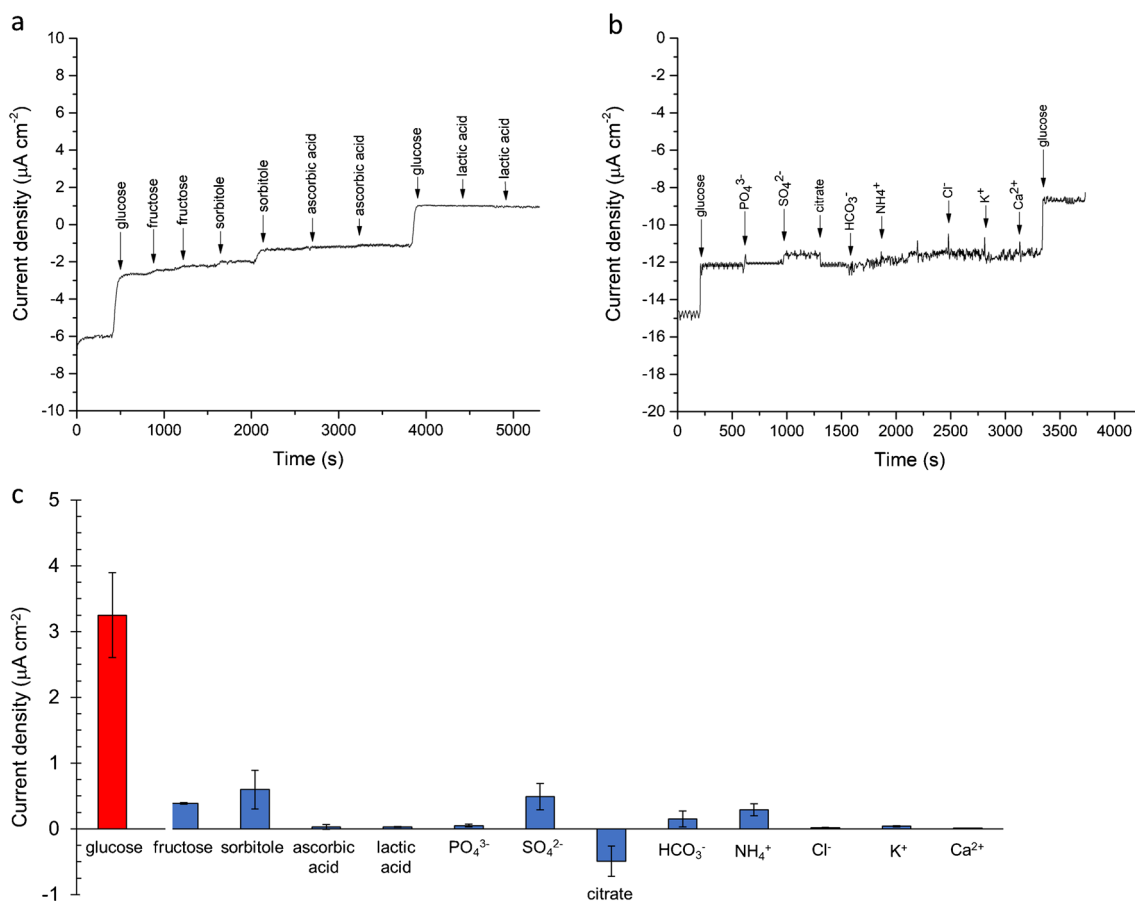 a
Current density (µA cm⁻²)
10
8
6
4
2
0
-2
-4
-6
-8
-10
glucose
fructose
fructose
sorbitole
sorbitole
ascorbic acid
ascorbic acid
glucose
lactic acid
lactic acid
0 1000 2000 3000 4000 5000
Time (s)
b
Current density (µA cm⁻²)
0
-2
-4
-6
-8
-10
-12
-14
-16
-18
-20
glucose
PO₄³⁻
SO₄²⁻
citrate
HCO₃⁻
NH4⁺
Cl⁻
K⁺
Ca²⁺
glucose
0 500 1000 1500 2000 2500 3000 3500 4000
Time (s)
c
Current density (µA cm⁻²)
5
4
3
2
1
0
-1
glucose fructose sorbitole ascorbic acid lactic acid PO₄³⁻ SO₄²⁻ citrate HCO₃⁻ NH₄⁺ Cl⁻ K⁺ Ca²⁺